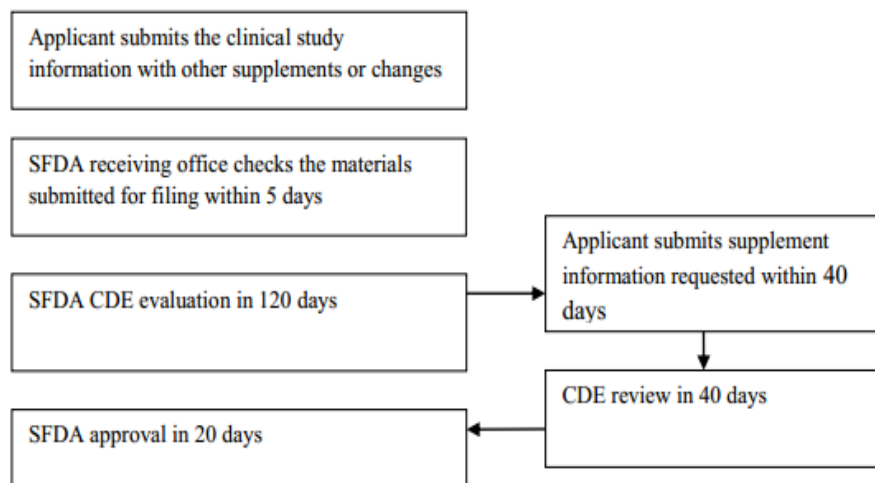 Applicant submits the clinical study
information with other supplements or changes
SFDA receiving office checks the materials
submitted for filing within 5 days
SFDA CDE evaluation in 120 days
Applicant submits supplement
information requested within 40
days
CDE review in 40 days
SFDA approval in 20 days